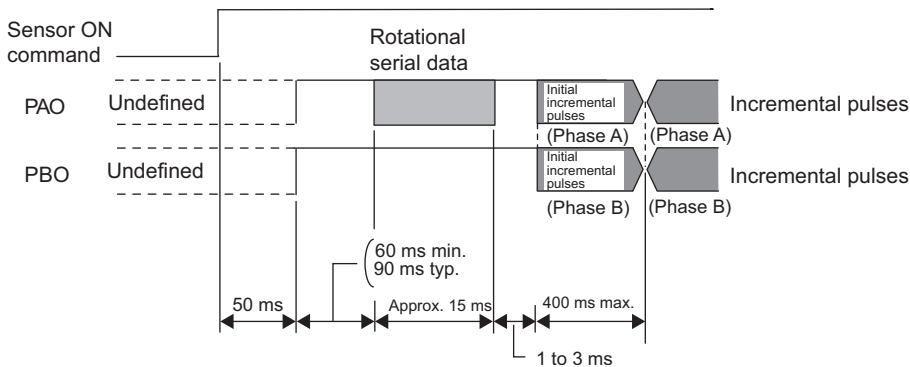 Sensor ON
command
Rotational
serial data
PAO
Undefined
Initial
incremental
pulses
(Phase A)
(Phase A)
Incremental pulses
PBO
Undefined
Initial
incremental
pulses
(Phase B)
(Phase B)
Incremental pulses
60 ms min.
90 ms typ.
50 ms
Approx. 15 ms
400 ms max.
1 to 3 ms